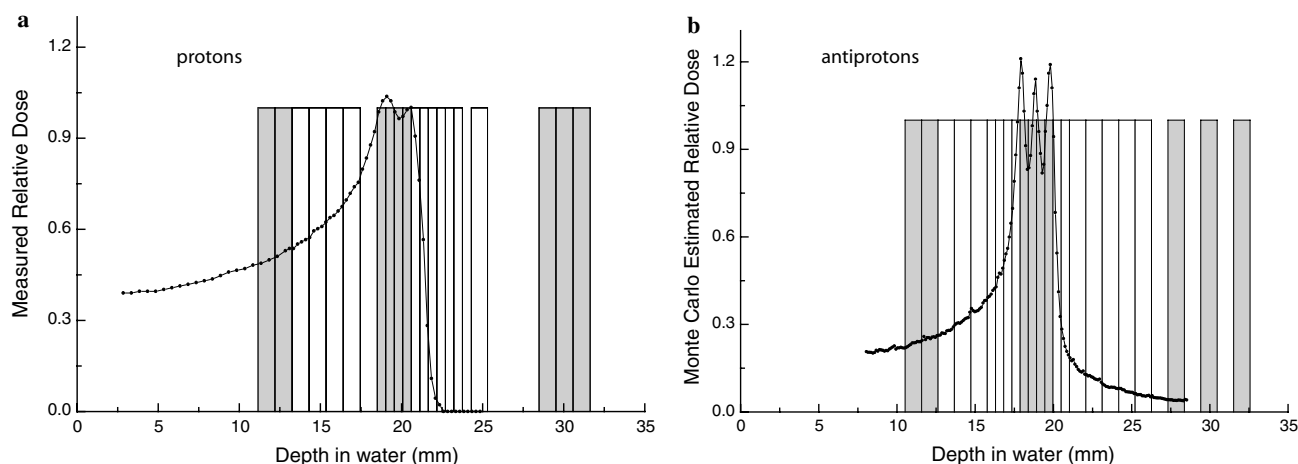 a
protons
Measured Relative Dose
1.2
0.9
0.6
0.3
0.0
0 5 10 15 20 25 30 35
Depth in water (mm)
b
antiprotons
Monte Carlo Estimated Relative Dose
1.2
0.9
0.6
0.3
0.0
0 5 10 15 20 25 30 35
Depth in water (mm)